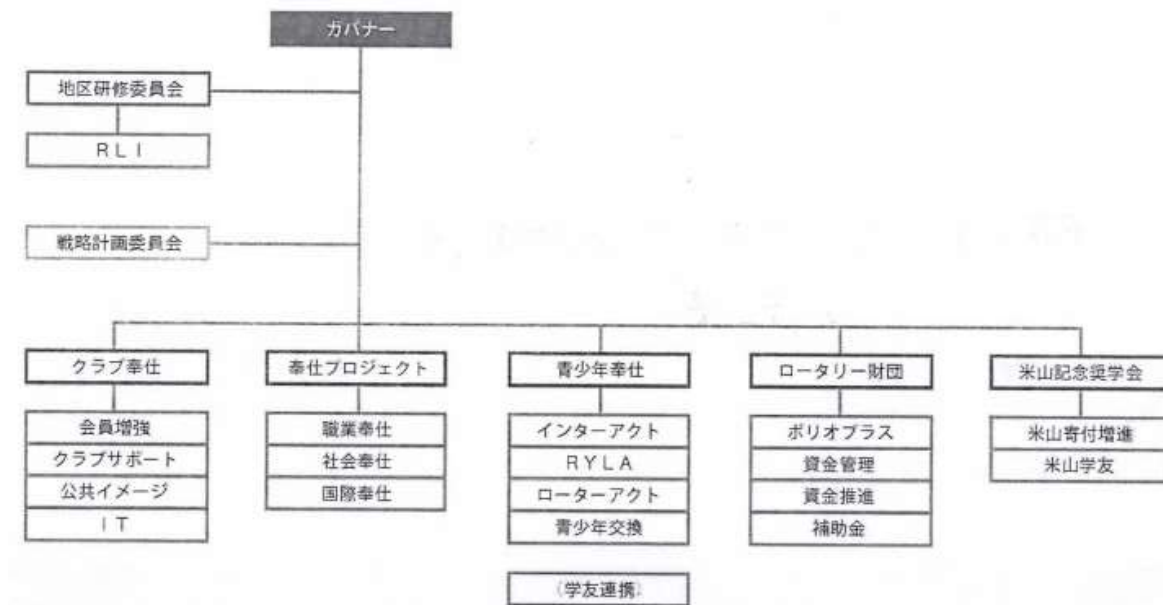 ガバナー
地区研修委員会
RLI
戦略計画委員会
クラブ奉仕
会員増強
クラブサポート
公共イメージ
IT
奉仕プロジェクト
職業奉仕
社会奉仕
国際奉仕
青少年奉仕
インターアクト
RYLA
ローターアクト
青少年交換
(学友連携)
ロータリー財団
ポリオプラス
資金管理
資金推進
補助金
米山記念奨学会
米山寄付増進
米山学友